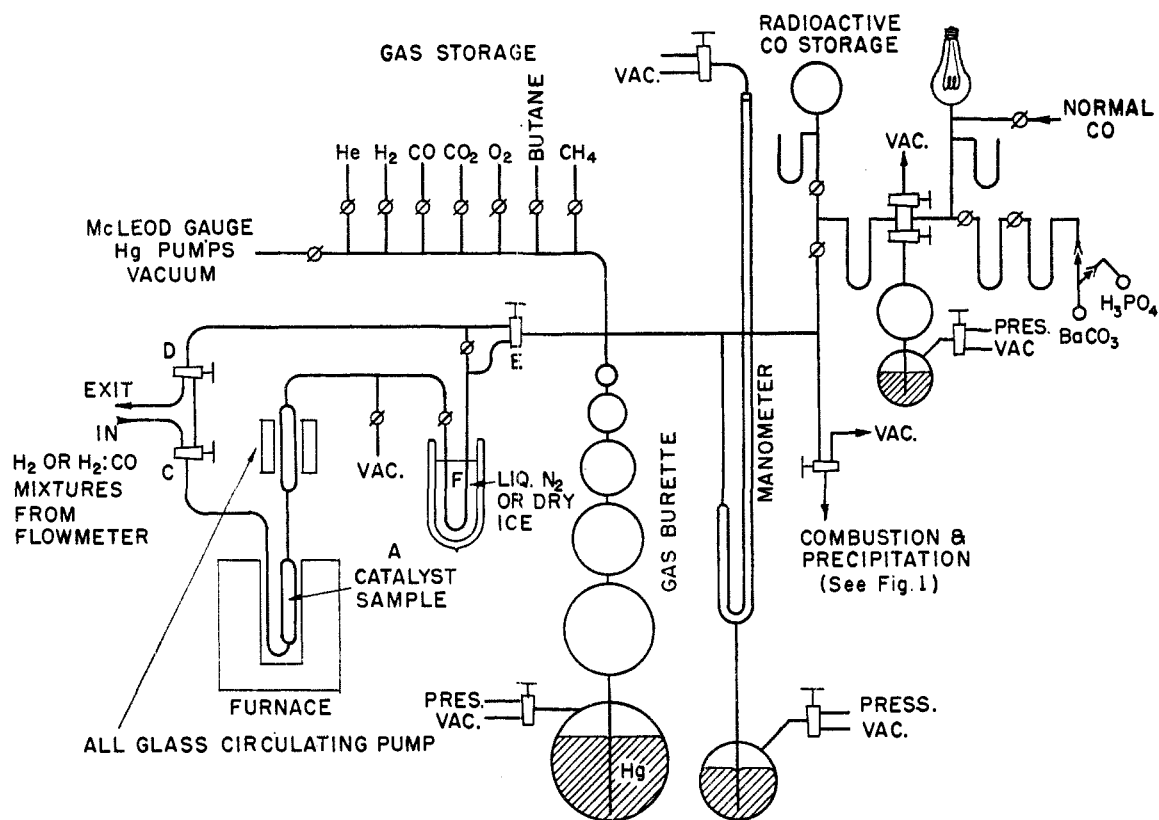 RADIOACTIVE
CO STORAGE
GAS STORAGE
VAC.
NORMAL
CO
BUTANE
He H₂ CO CO₂ O₂ CH₄
VAC.
McLEOD GAUGE
Hg PUMPS
VACUUM
H₃PO₄
BaCO₃
PRES.
VAC
D
E
EXIT
IN
C
H₂ OR H₂:CO
MIXTURES
FROM
FLOWMETER
VAC.
F
LIQ. N₂
OR DRY
ICE
MANOMETER
GAS BURETTE
VAC.
A
CATALYST
SAMPLE
COMBUSTION &
PRECIPITATION
(See Fig. 1)
FURNACE
PRES.
VAC.
PRESS.
VAC.
ALL GLASS CIRCULATING PUMP
Hg